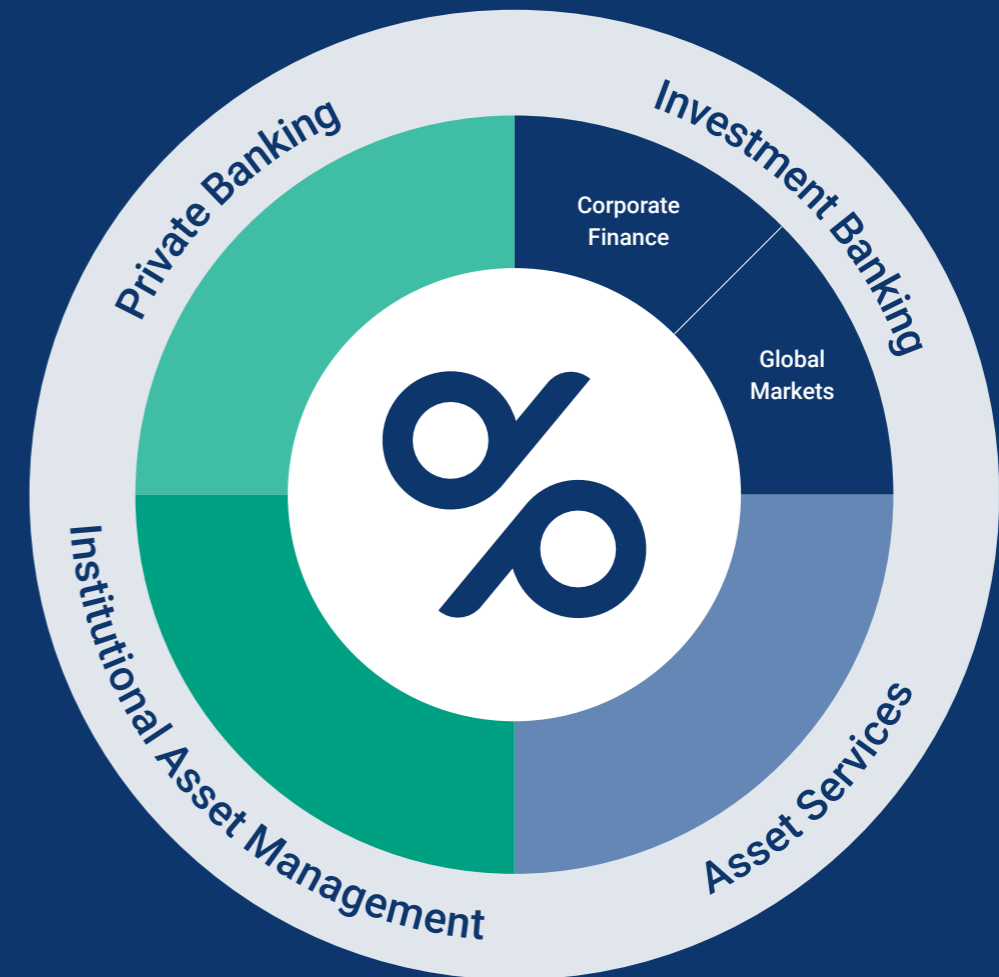 Private Banking
Investment Banking
Corporate
Finance
Global
Markets
Institutional Asset Management
Asset Services